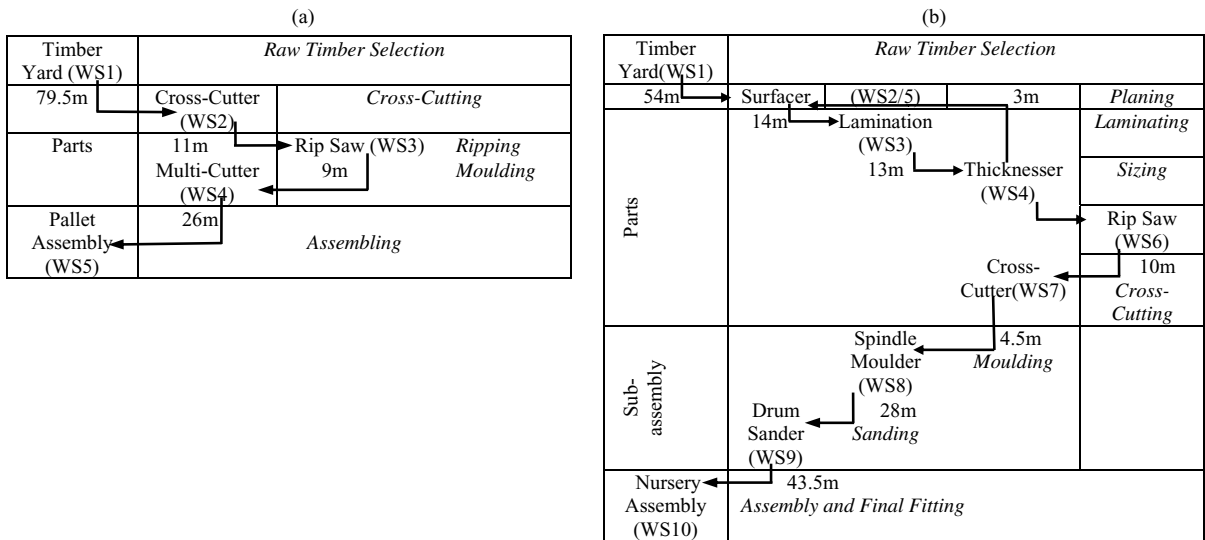 (a)
Timber
Yard (WS1)
Raw Timber Selection
79.5m
Cross-Cutter
(WS2)
Cross-Cutting
Parts
11m
Rip Saw (WS3)
Ripping
Multi-Cutter
(WS4)
9m
Moulding
Pallet
Assembly
(WS5)
26m
Assembling
(b)
Timber
Yard(WS1)
Raw Timber Selection
54m
Surfacer
(WS2/5)
3m
Planing
Parts
14m
Lamination
(WS3)
Laminating
13m
Thicknesser
(WS4)
Sizing
Rip Saw
(WS6)
Cross-
Cutter(WS7)
10m
Cross-
Cutting
Sub-
assembly
Spindle
Moulder
(WS8)
4.5m
Moulding
Drum
Sander
(WS9)
28m
Sanding
Nursery
Assembly
(WS10)
43.5m
Assembly and Final Fitting